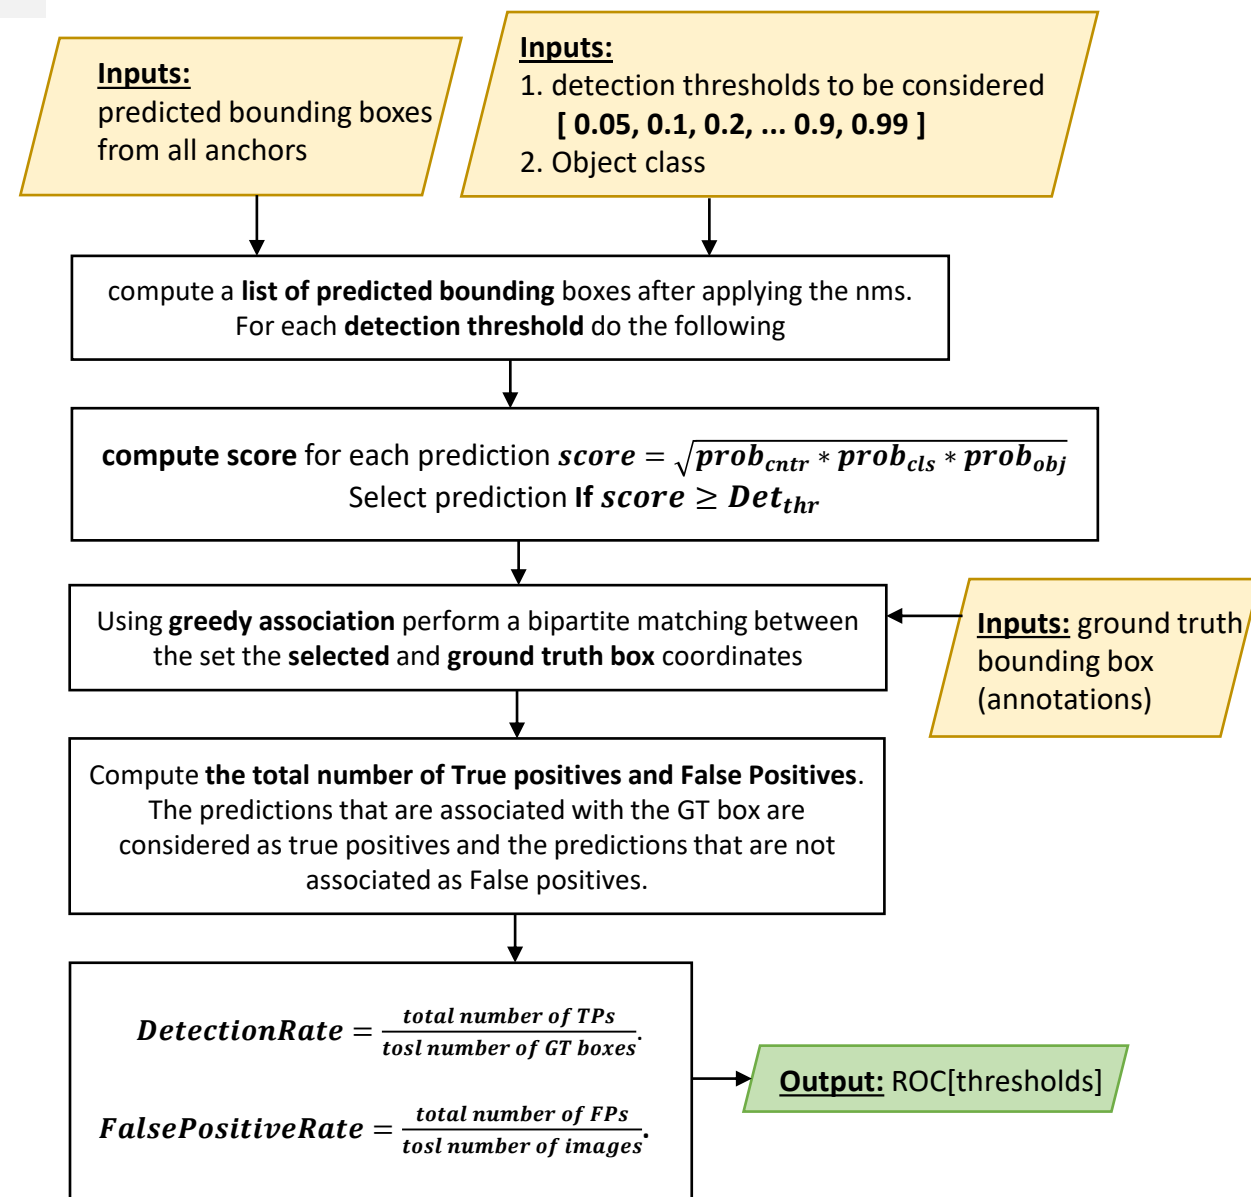 Inputs:
predicted bounding boxes
from all anchors
Inputs:
1. detection thresholds to be considered
[ 0.05, 0.1, 0.2, ... 0.9, 0.99 ]
2. Object class
compute a list of predicted bounding boxes after applying the nms.
For each detection threshold do the following
compute score for each prediction score = √(prob_cntr * prob_cls * prob_obj)
Select prediction If score ≥ Det_thr
Using greedy association perform a bipartite matching between
the set the selected and ground truth box coordinates
Inputs: ground truth
bounding box
(annotations)
Compute the total number of True positives and False Positives.
The predictions that are associated with the GT box are
considered as true positives and the predictions that are not
associated as False positives.
DetectionRate = total number of TPs / tosl number of GT boxes.
FalsePositiveRate = total number of FPs / tosl number of images.
Output: ROC[thresholds]